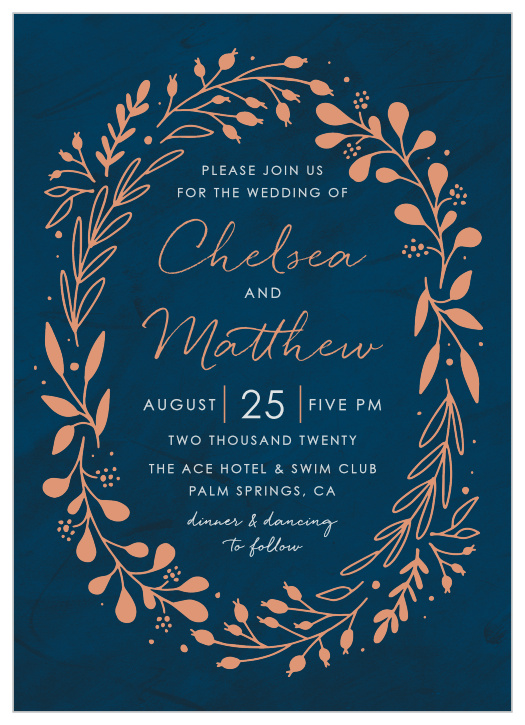 PLEASE JOIN US
FOR THE WEDDING OF
Chelsea
AND
Matthew
AUGUST | 25 | FIVE PM
TWO THOUSAND TWENTY
THE ACE HOTEL & SWIM CLUB
PALM SPRINGS, CA
dinner & dancing
to follow